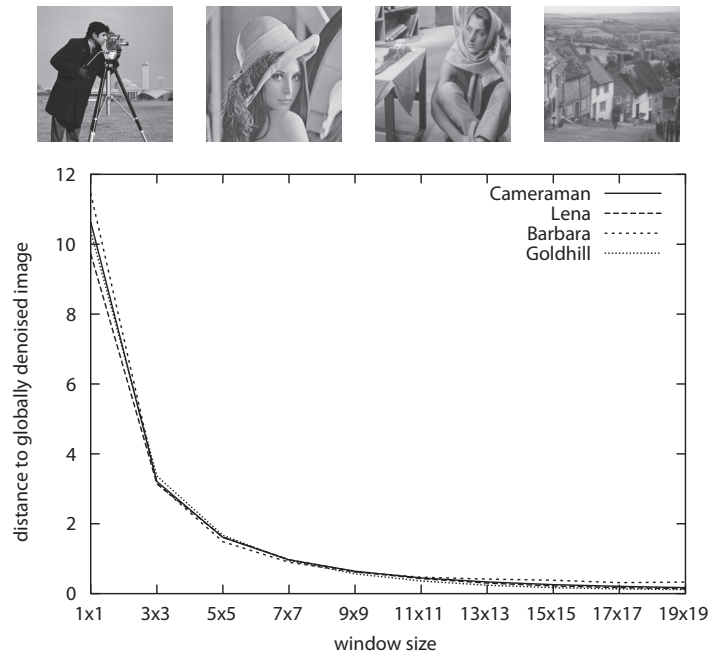 12
10
8
6
4
2
0
distance to globally denoised image
Cameraman
Lena
Barbara
Goldhill
1x1 3x3 5x5 7x7 9x9 11x11 13x13 15x15 17x17 19x19
window size